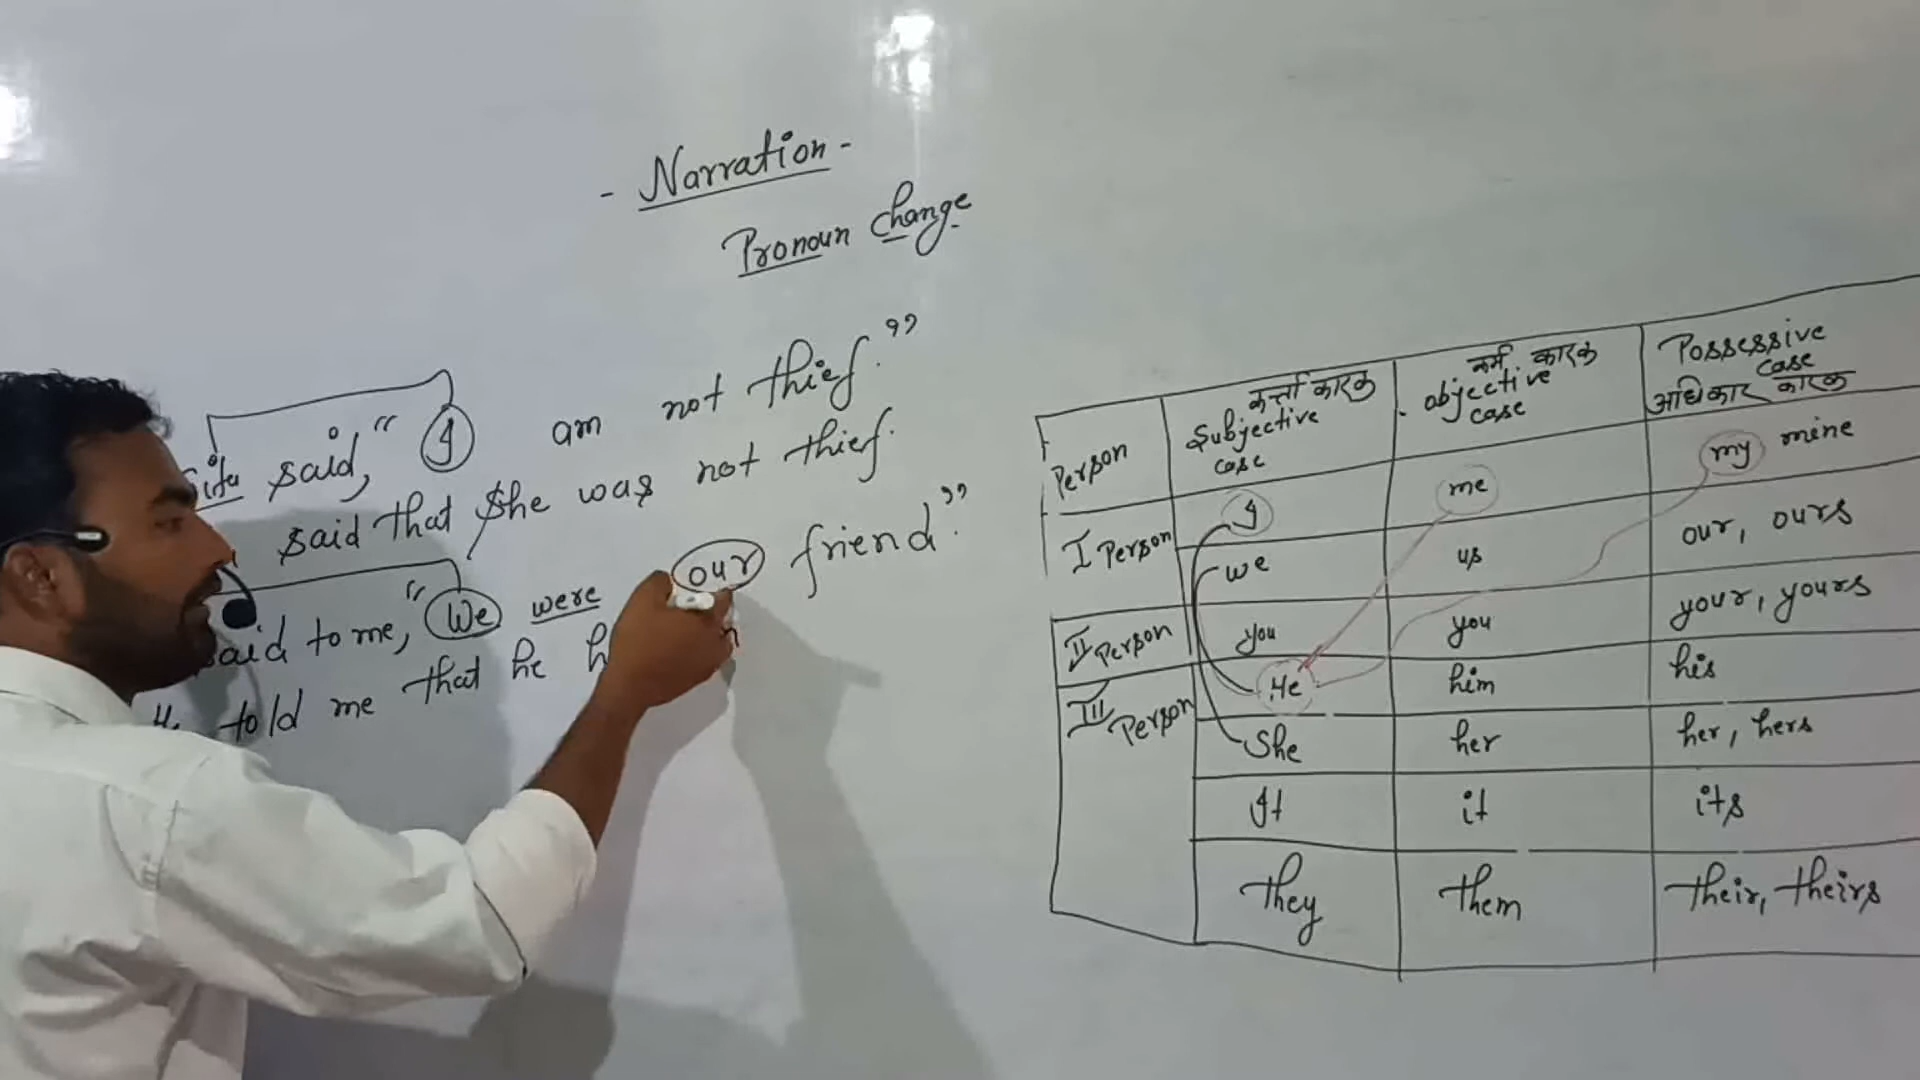 - Narration -
Pronoun Change
said, " I am not thief."
said that she was not thief.
said to me, " We were our friend."
told me that he
Person
कर्त्ता कारक
Subjective
case
कर्म कारक
objective
case
Possessive
case
अधिकार कारक
I Person
I
me
my mine
we
us
our, ours
II Person
you
you
your, yours
III Person
He
him
his
She
her
her, hers
It
it
its
They
them
their, theirs